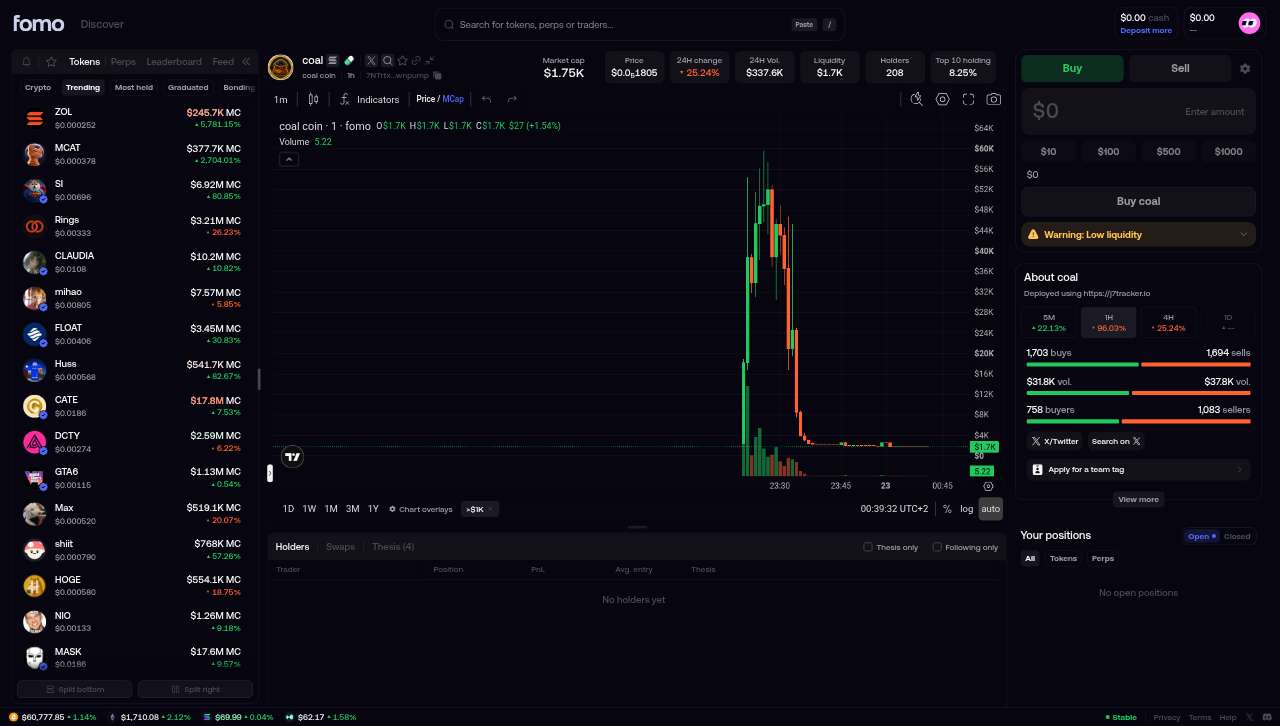 fomo Discover
Search for tokens, perps or traders... Paste /
$0.00 cash
Deposit more
$0.00
—
Tokens Perps Leaderboard Feed
Crypto Trending Most held Graduated Bonding
ZOL $245.7K MC
$0.000252 5,781.15%
MCAT $377.7K MC
$0.000378 2,704.01%
SI $6.92M MC
$0.00696 80.85%
Rings $3.21M MC
$0.00333 26.23%
CLAUDIA $10.2M MC
$0.0108 10.82%
mihao $7.57M MC
$0.00805 5.85%
FLOAT $3.45M MC
$0.00406 30.83%
Huss $541.7K MC
$0.000568 82.67%
CATE $17.8M MC
$0.0186 7.53%
DCTY $2.59M MC
$0.00274 6.22%
GTA6 $1.13M MC
$0.00115 0.54%
Max $519.1K MC
$0.000520 20.07%
shiit $768K MC
$0.000790 57.26%
HOGE $554.1K MC
$0.000580 18.75%
NIO $1.26M MC
$0.00133 9.18%
MASK $17.6M MC
$0.0186 9.57%
Split bottom Split right
coal
coal coin 1h 7NTrtx...wnpump
Market cap
$1.75K
Price
$0.0₅1805
24H change
25.24%
24H Vol.
$337.6K
Liquidity
$1.7K
Holders
208
Top 10 holding
8.25%
1m Indicators Price / MCap
coal coin · 1 · fomo O$1.7K H$1.7K L$1.7K C$1.7K $27 (+1.54%)
Volume 5.22
$64K
$60K
$56K
$52K
$48K
$44K
$40K
$36K
$32K
$28K
$24K
$20K
$16K
$12K
$8K
$4K
$1.7K
$0
5.22
23:30 23:45 23 00:45
1D 1W 1M 3M 1Y Chart overlays >$1K 00:39:32 UTC+2 % log auto
Holders Swaps Thesis (4) Thesis only Following only
Trader Position PnL Avg. entry Thesis
No holders yet
Buy Sell
$0 Enter amount
$10 $100 $500 $1000
$0
Buy coal
Warning: Low liquidity
About coal
Deployed using https://j7tracker.io
5M 1H 4H 1D
22.13% 96.03% 25.24% --
1,703 buys 1,694 sells
$31.8K vol. $37.8K vol.
758 buyers 1,083 sellers
X/Twitter Search on X
Apply for a team tag
View more
Your positions Open Closed
All Tokens Perps
No open positions
$60,777.85 1.14% $1,710.08 2.12% $69.99 0.04% $62.17 1.58% Stable Privacy Terms Help